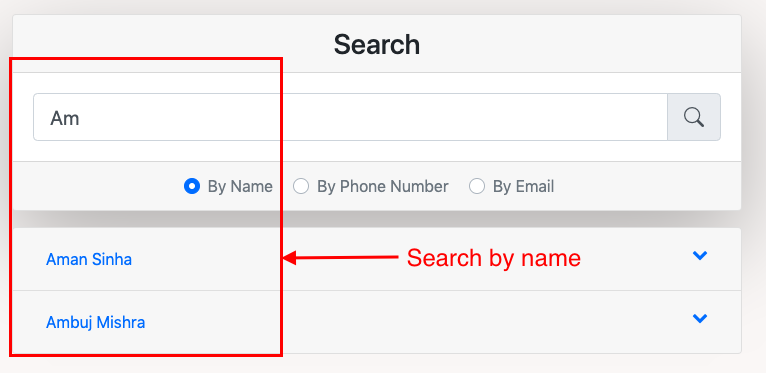 Search
Am
By Name By Phone Number By Email
Aman Sinha
Search by name
Ambuj Mishra